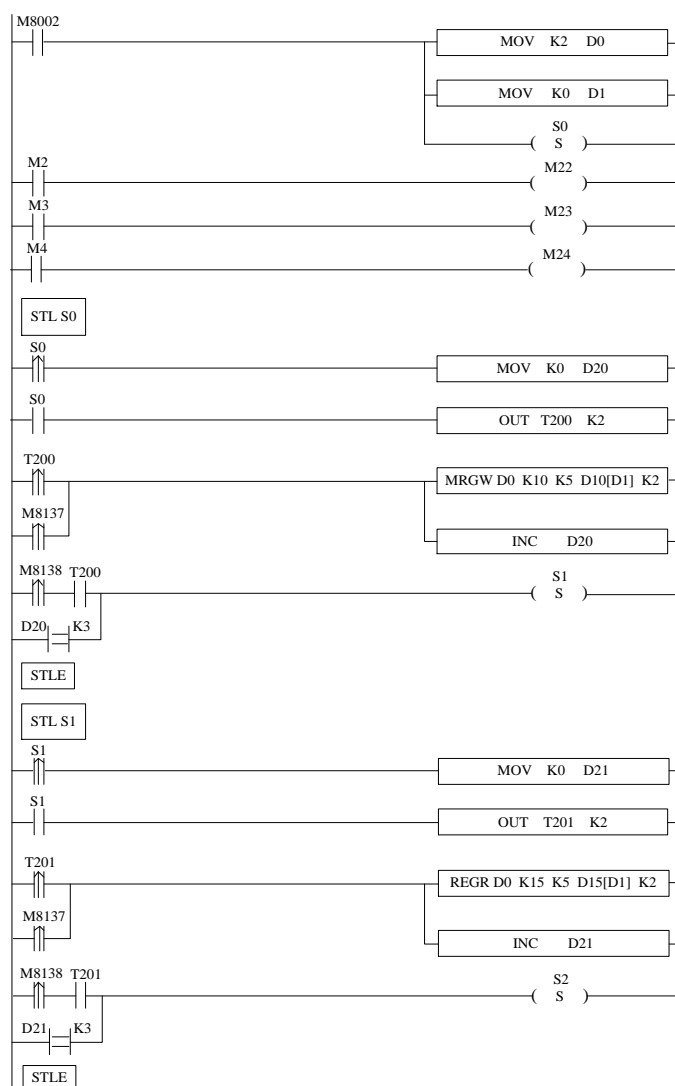 M8002
MOV K2 D0
MOV K0 D1
S0
( S )
M2
M22
( )
M3
M23
( )
M4
M24
( )
STL S0
S0
MOV K0 D20
S0
OUT T200 K2
T200
MRGW D0 K10 K5 D10[D1] K2
M8137
INC D20
M8138 T200
S1
( S )
D20 K3
STLE
STL S1
S1
MOV K0 D21
S1
OUT T201 K2
T201
REGR D0 K15 K5 D15[D1] K2
M8137
INC D21
M8138 T201
S2
( S )
D21 K3
STLE